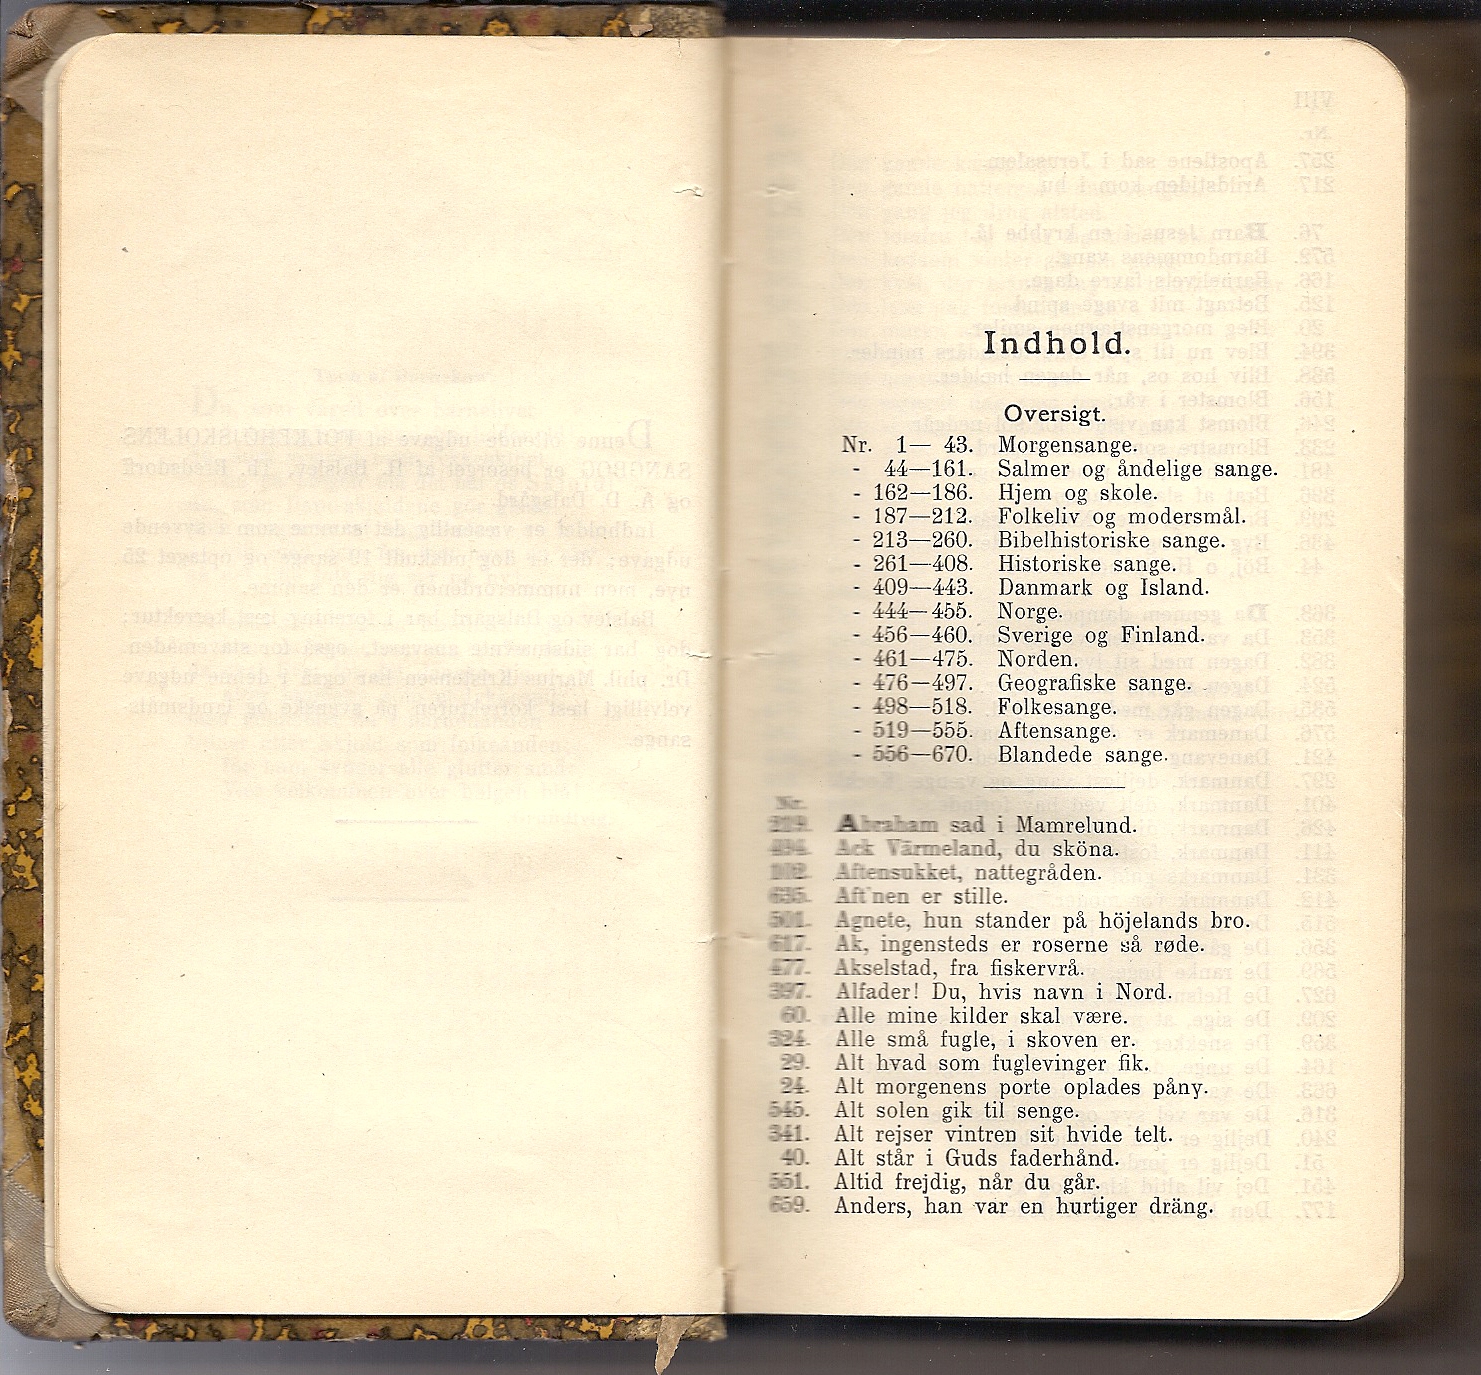 Indhold.
Oversigt.
Nr. 1— 43. Morgensange.
- 44—161. Salmer og åndelige sange.
- 162—186. Hjem og skole.
- 187—212. Folkeliv og modersmål.
- 213—260. Bibelhistoriske sange.
- 261—408. Historiske sange.
- 409—443. Danmark og Island.
- 444—455. Norge.
- 456—460. Sverige og Finland.
- 461—475. Norden.
- 476—497. Geografiske sange.
- 498—518. Folkesange.
- 519—555. Aftensange.
- 556—670. Blandede sange.
Nr.
219. Abraham sad i Mamrelund.
494. Ack Värmeland, du sköna.
102. Aftensukket, nattegråden.
635. Aft'nen er stille.
501. Agnete, hun stander på höjelands bro.
617. Ak, ingensteds er roserne så røde.
477. Akselstad, fra fiskervrå.
397. Alfader! Du, hvis navn i Nord.
60. Alle mine kilder skal være.
324. Alle små fugle, i skoven er.
29. Alt hvad som fuglevinger fik.
24. Alt morgenens porte oplades påny.
545. Alt solen gik til senge.
341. Alt rejser vintren sit hvide telt.
40. Alt står i Guds faderhånd.
551. Altid frejdig, når du går.
659. Anders, han var en hurtiger dräng.